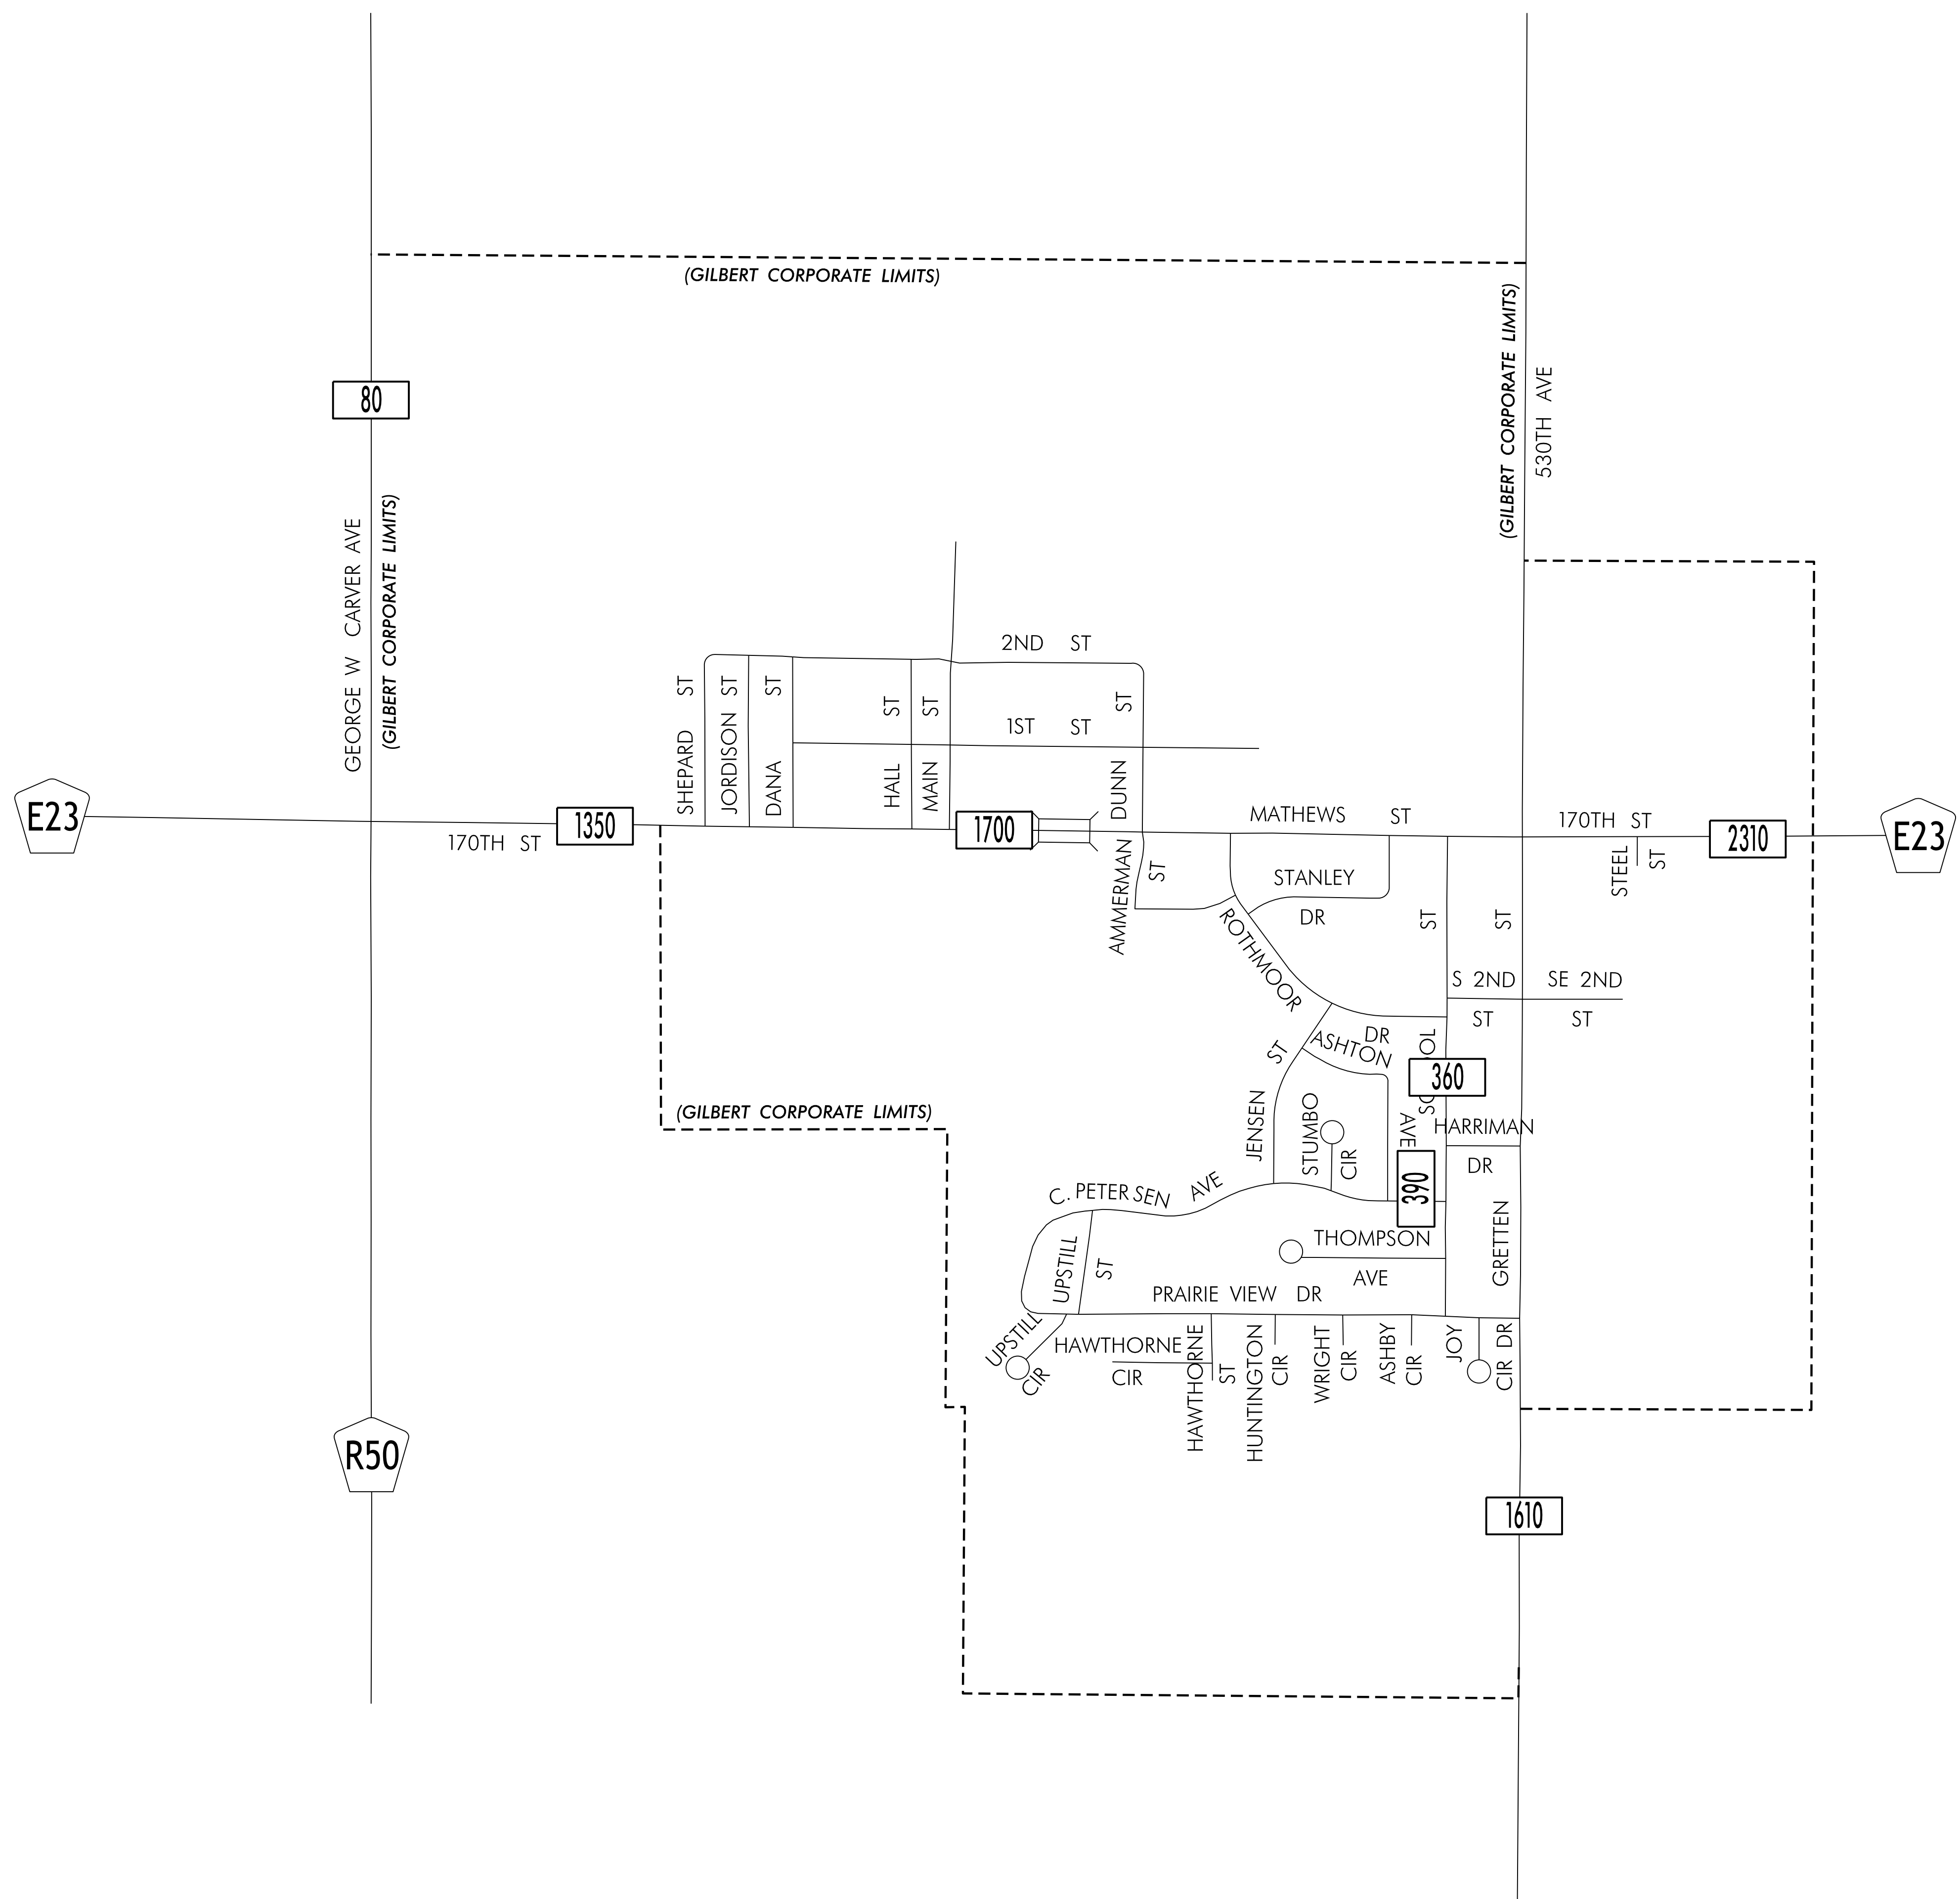 (GILBERT CORPORATE LIMITS)
(GILBERT CORPORATE LIMITS)
530TH AVE
80
GEORGE W CARVER AVE
(GILBERT CORPORATE LIMITS)
2ND ST
SHEPARD ST
JORDISON ST
DANA ST
HALL ST
MAIN ST
1ST ST
DUNN ST
E23
170TH ST
1350
1700
MATHEWS ST
170TH ST
2310
E23
STEEL ST
AMMERMAN ST
STANLEY DR
ROTHMOOR DR
ST
ST
S 2ND ST
SE 2ND ST
ASHTON AVE
360
(GILBERT CORPORATE LIMITS)
JENSEN ST
STUMBO CIR
HARRIMAN DR
390
C. PETERSEN AVE
THOMPSON AVE
GRETTEN
UPSTILL ST
PRAIRIE VIEW DR
UPSTILL CIR
HAWTHORNE CIR
HAWTHORNE ST
HUNTINGTON CIR
WRIGHT CIR
ASHBY CIR
JOY CIR DR
R50
1610